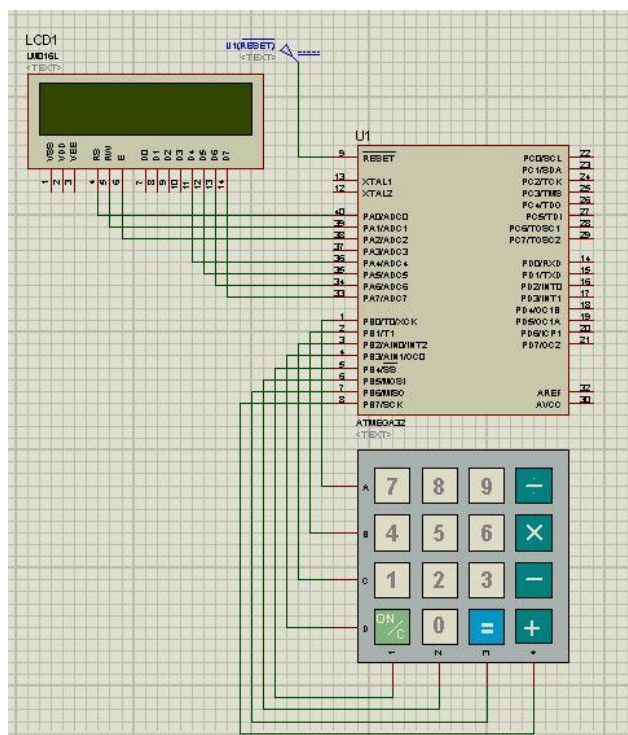 LCD1
LM016L
<TEXT>
U1(RESET)
<TEXT>
VSS VDD VEE RS RW E D0 D1 D2 D3 D4 D5 D6 D7
1 2 3 4 5 6 7 8 9 10 11 12 13 14
U1
9 RESET PC0/SCL 22
PC1/SDA 23
13 XTAL1 PC2/TCK 24
12 XTAL2 PC3/TMS 25
PC4/TDO 26
40 PA0/ADC0 PC5/TDI 27
39 PA1/ADC1 PC6/TOSC1 28
38 PA2/ADC2 PC7/TOSC2 29
37 PA3/ADC3
36 PA4/ADC4 PD0/RXD 14
35 PA5/ADC5 PD1/TXD 15
34 PA6/ADC6 PD2/INT0 16
33 PA7/ADC7 PD3/INT1 17
PD4/OC1B 18
1 PB0/T0/XCK PD5/OC1A 19
2 PB1/T1 PD6/ICP1 20
3 PB2/AIN0/INT2 PD7/OC2 21
4 PB3/AIN1/OC0
5 PB4/SS
6 PB5/MOSI
7 PB6/MISO AREF 32
8 PB7/SCK AVCC 30
ATMEGA32
<TEXT>
A 7 8 9 ÷
B 4 5 6 ×
C 1 2 3 −
D ON/C 0 = +
1 2 3 4